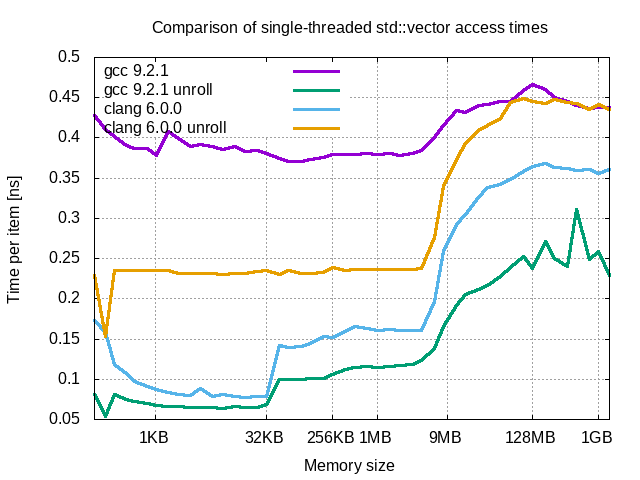 Comparison of single-threaded std::vector access times
0.5
0.45
0.4
0.35
0.3
0.25
0.2
0.15
0.1
0.05
Time per item [ns]
gcc 9.2.1
gcc 9.2.1 unroll
clang 6.0.0
clang 6.0.0 unroll
1KB 32KB 256KB 1MB 9MB 128MB 1GB
Memory size